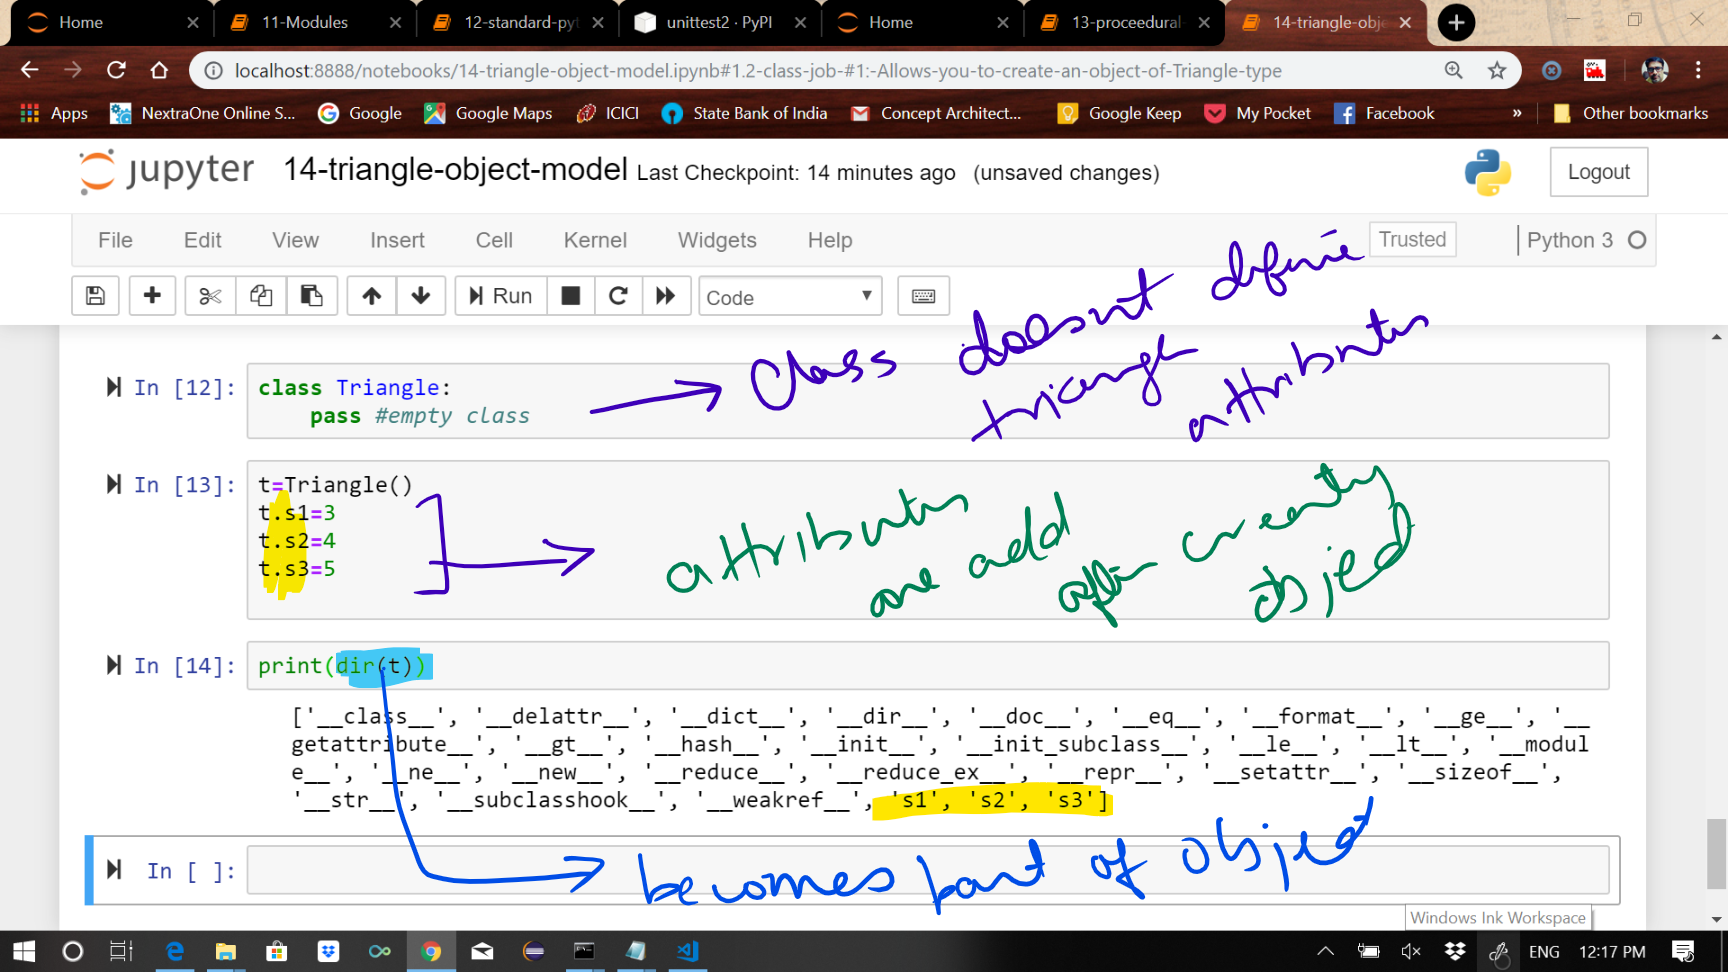 Home
11-Modules
12-standard-pyt
unittest2 · PyPI
Home
13-proceedural-
14-triangle-obje
localhost:8888/notebooks/14-triangle-object-model.ipynb#1.2-class-job-#1:-Allows-you-to-create-an-object-of-Triangle-type
Apps NextraOne Online S... Google Google Maps ICICI State Bank of India Concept Architect... Google Keep My Pocket Facebook » Other bookmarks
jupyter 14-triangle-object-model Last Checkpoint: 14 minutes ago (unsaved changes) Logout
File Edit View Insert Cell Kernel Widgets Help Trusted Python 3
Run Code
class doesnt define
triangle attributes
In [12]: class Triangle:
pass #empty class
In [13]: t=Triangle()
t.s1=3
t.s2=4
t.s3=5
attributes are add after creating object
In [14]: print(dir(t))
['__class__', '__delattr__', '__dict__', '__dir__', '__doc__', '__eq__', '__format__', '__ge__', '__
getattribute__', '__gt__', '__hash__', '__init__', '__init_subclass__', '__le__', '__lt__', '__modul
e__', '__ne__', '__new__', '__reduce__', '__reduce_ex__', '__repr__', '__setattr__', '__sizeof__',
'__str__', '__subclasshook__', '__weakref__', 's1', 's2', 's3']
In [ ]:
becomes part of object
Windows Ink Workspace
ENG 12:17 PM